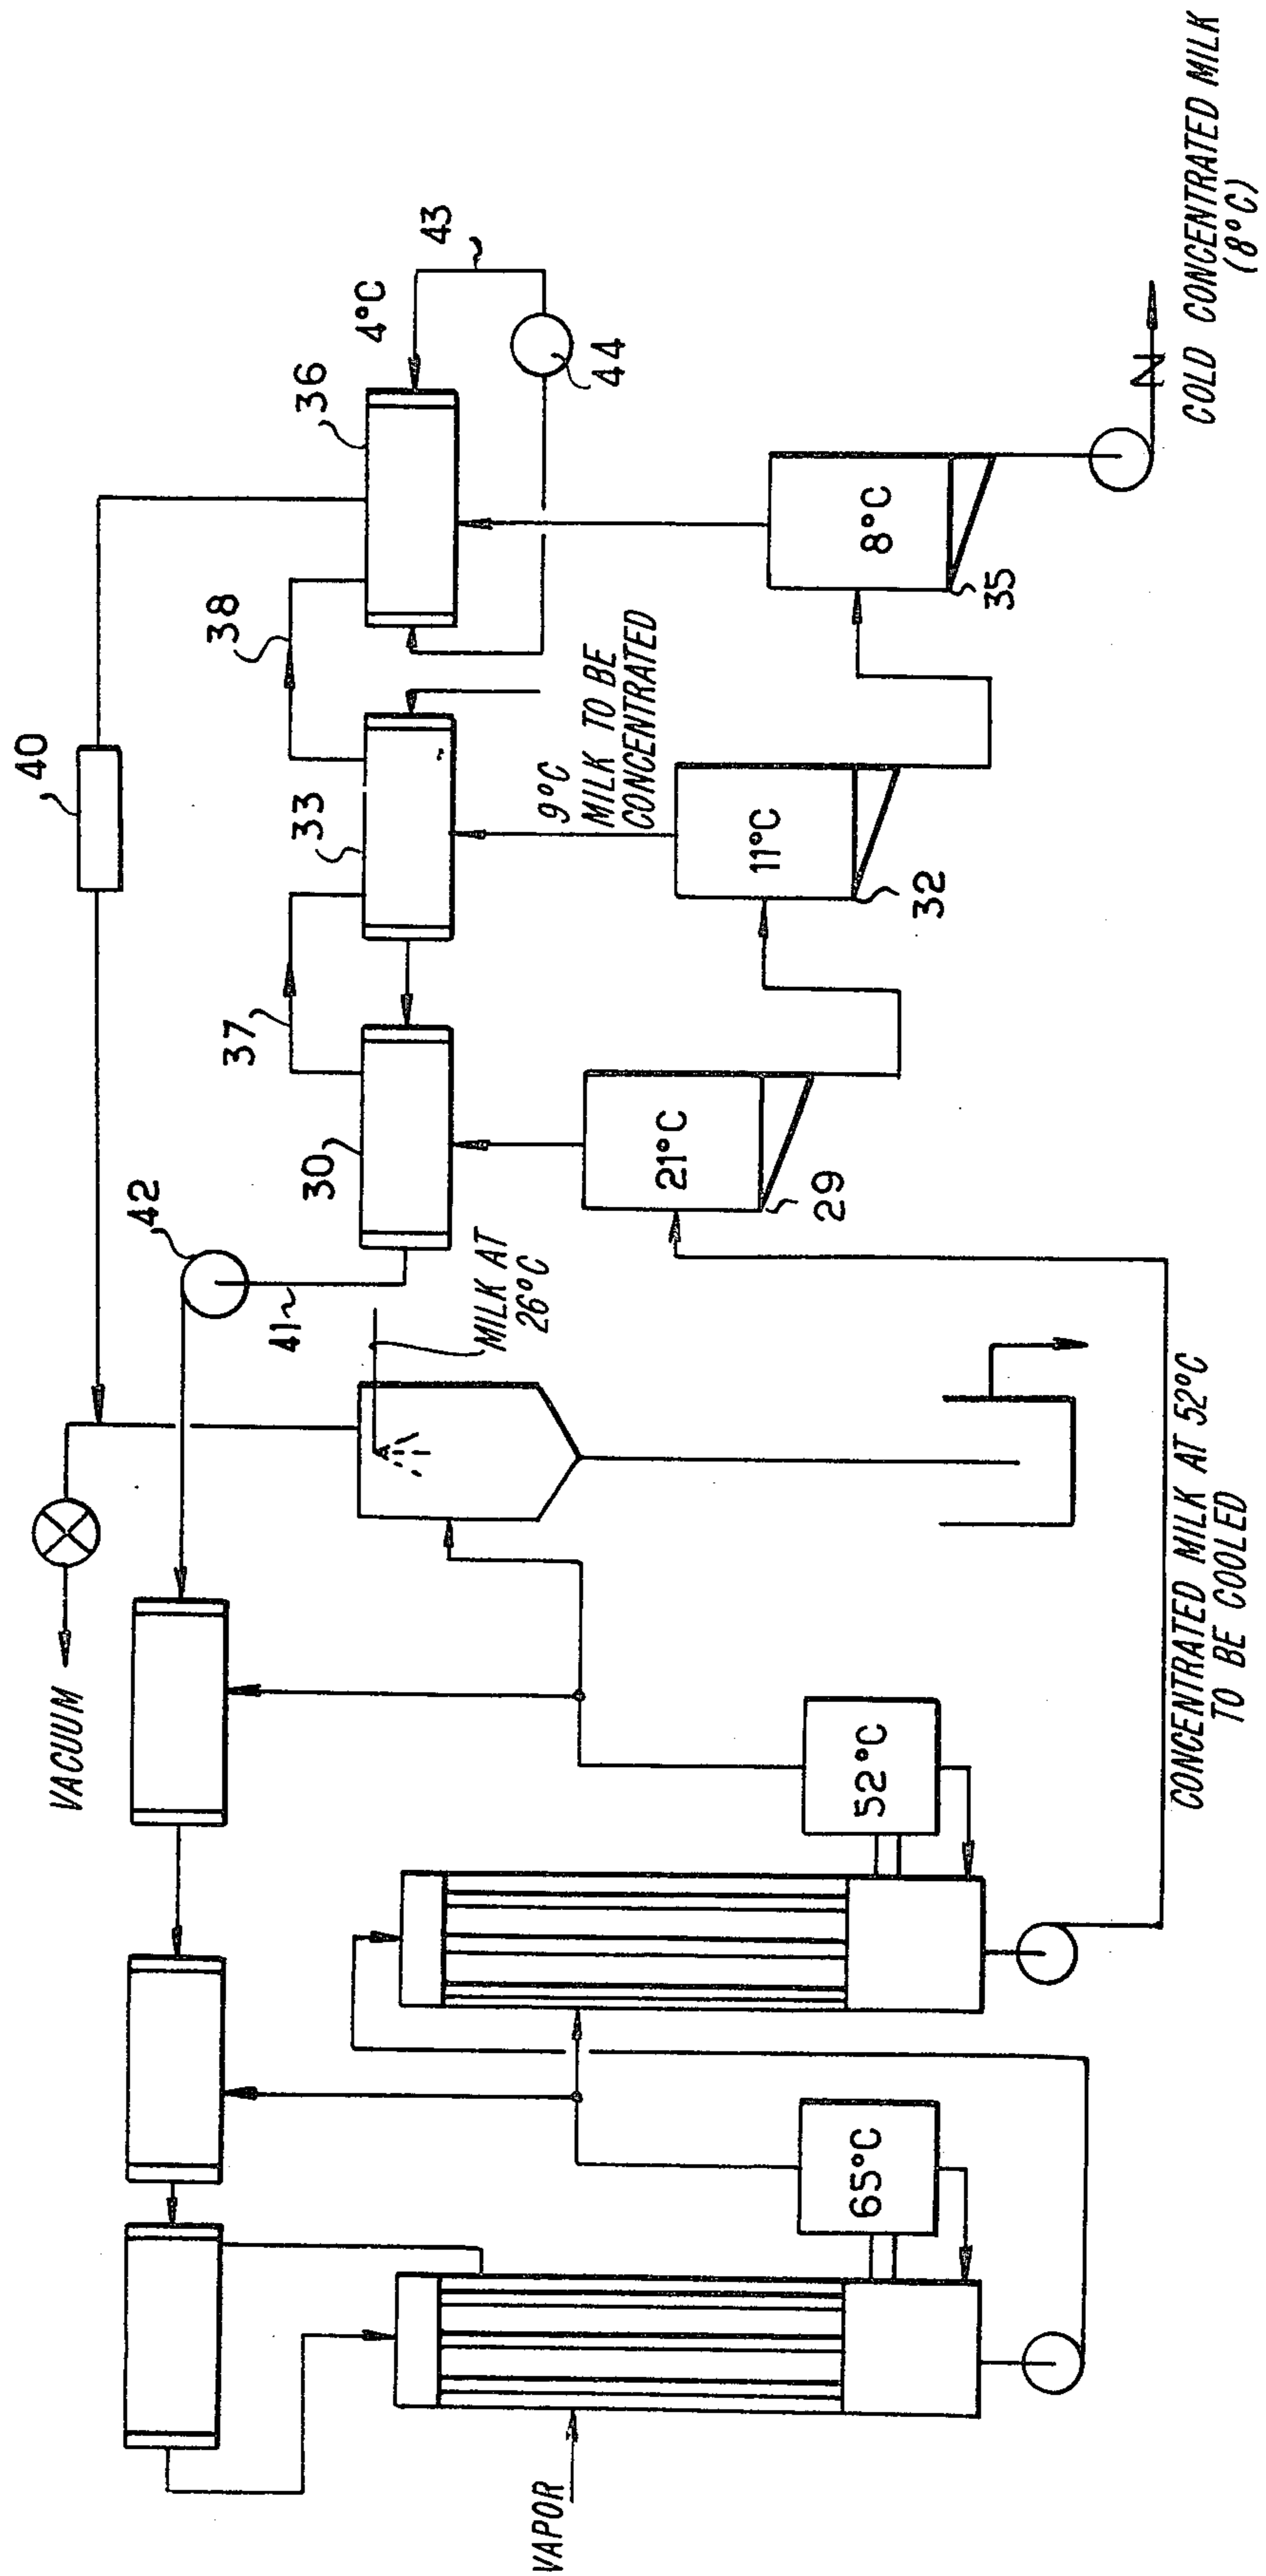 40
42
VACUUM
38
36
43
4°C
44
37
33
30
41
MILK AT
26°C
9°C
MILK TO BE
CONCENTRATED
8°C
35
11°C
32
21°C
29
COLD CONCENTRATED MILK
(8°C)
52°C
65°C
VAPOR
CONCENTRATED MILK AT 52°C
TO BE COOLED